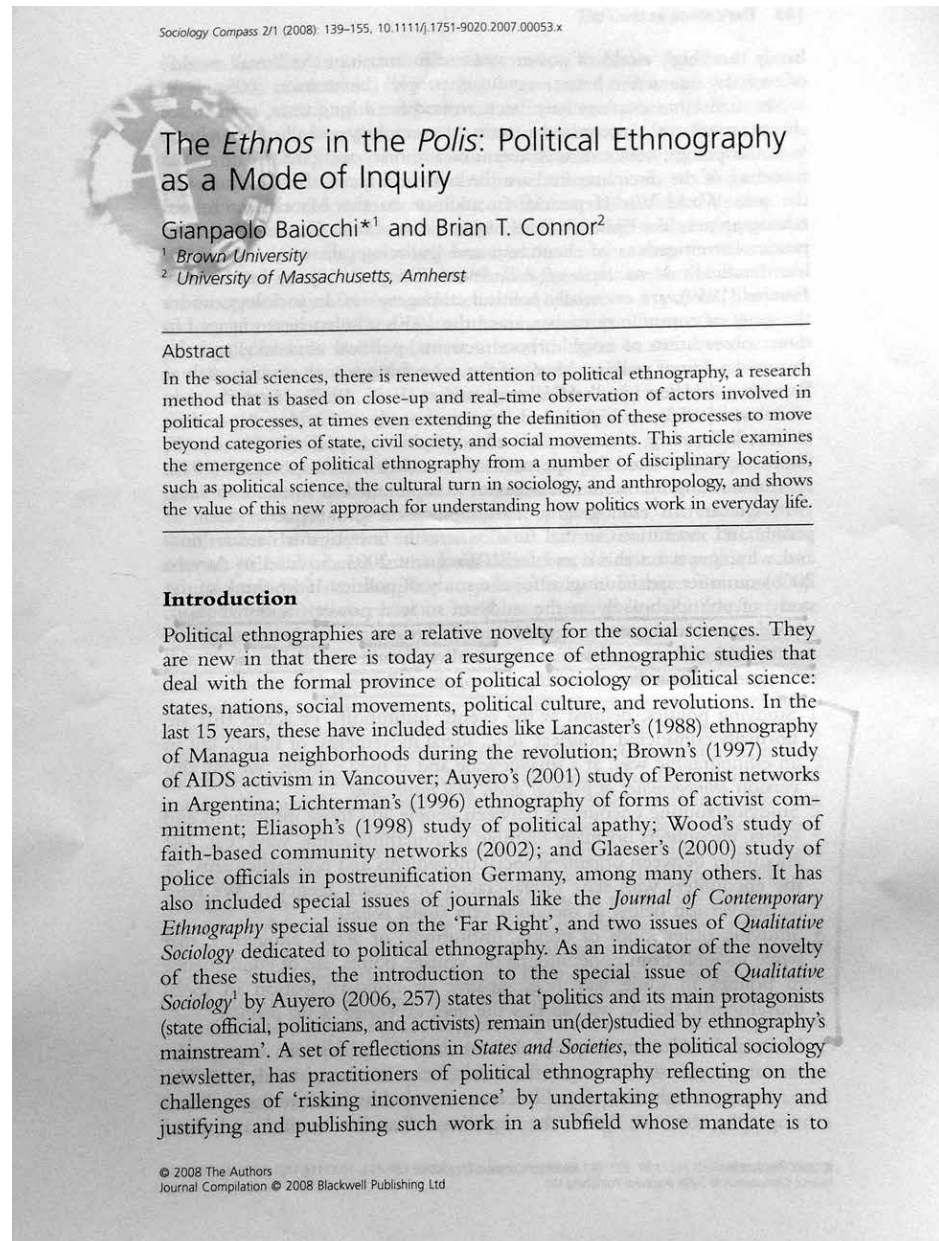 Sociology Compass 2/1 (2008): 139–155, 10.1111/j.1751-9020.2007.00053.x
The Ethnos in the Polis: Political Ethnography
as a Mode of Inquiry
Gianpaolo Baiocchi*1 and Brian T. Connor2
1 Brown University
2 University of Massachusetts, Amherst
Abstract
In the social sciences, there is renewed attention to political ethnography, a research
method that is based on close-up and real-time observation of actors involved in
political processes, at times even extending the definition of these processes to move
beyond categories of state, civil society, and social movements. This article examines
the emergence of political ethnography from a number of disciplinary locations,
such as political science, the cultural turn in sociology, and anthropology, and shows
the value of this new approach for understanding how politics work in everyday life.
Introduction
Political ethnographies are a relative novelty for the social sciences. They
are new in that there is today a resurgence of ethnographic studies that
deal with the formal province of political sociology or political science:
states, nations, social movements, political culture, and revolutions. In the
last 15 years, these have included studies like Lancaster's (1988) ethnography
of Managua neighborhoods during the revolution; Brown's (1997) study
of AIDS activism in Vancouver; Auyero's (2001) study of Peronist networks
in Argentina; Lichterman's (1996) ethnography of forms of activist com-
mitment; Eliasoph's (1998) study of political apathy; Wood's study of
faith-based community networks (2002); and Glaeser's (2000) study of
police officials in postreunification Germany, among many others. It has
also included special issues of journals like the Journal of Contemporary
Ethnography special issue on the 'Far Right', and two issues of Qualitative
Sociology dedicated to political ethnography. As an indicator of the novelty
of these studies, the introduction to the special issue of Qualitative
Sociology1 by Auyero (2006, 257) states that 'politics and its main protagonists
(state official, politicians, and activists) remain un(der)studied by ethnography's
mainstream'. A set of reflections in States and Societies, the political sociology
newsletter, has practitioners of political ethnography reflecting on the
challenges of 'risking inconvenience' by undertaking ethnography and
justifying and publishing such work in a subfield whose mandate is to
© 2008 The Authors
Journal Compilation © 2008 Blackwell Publishing Ltd